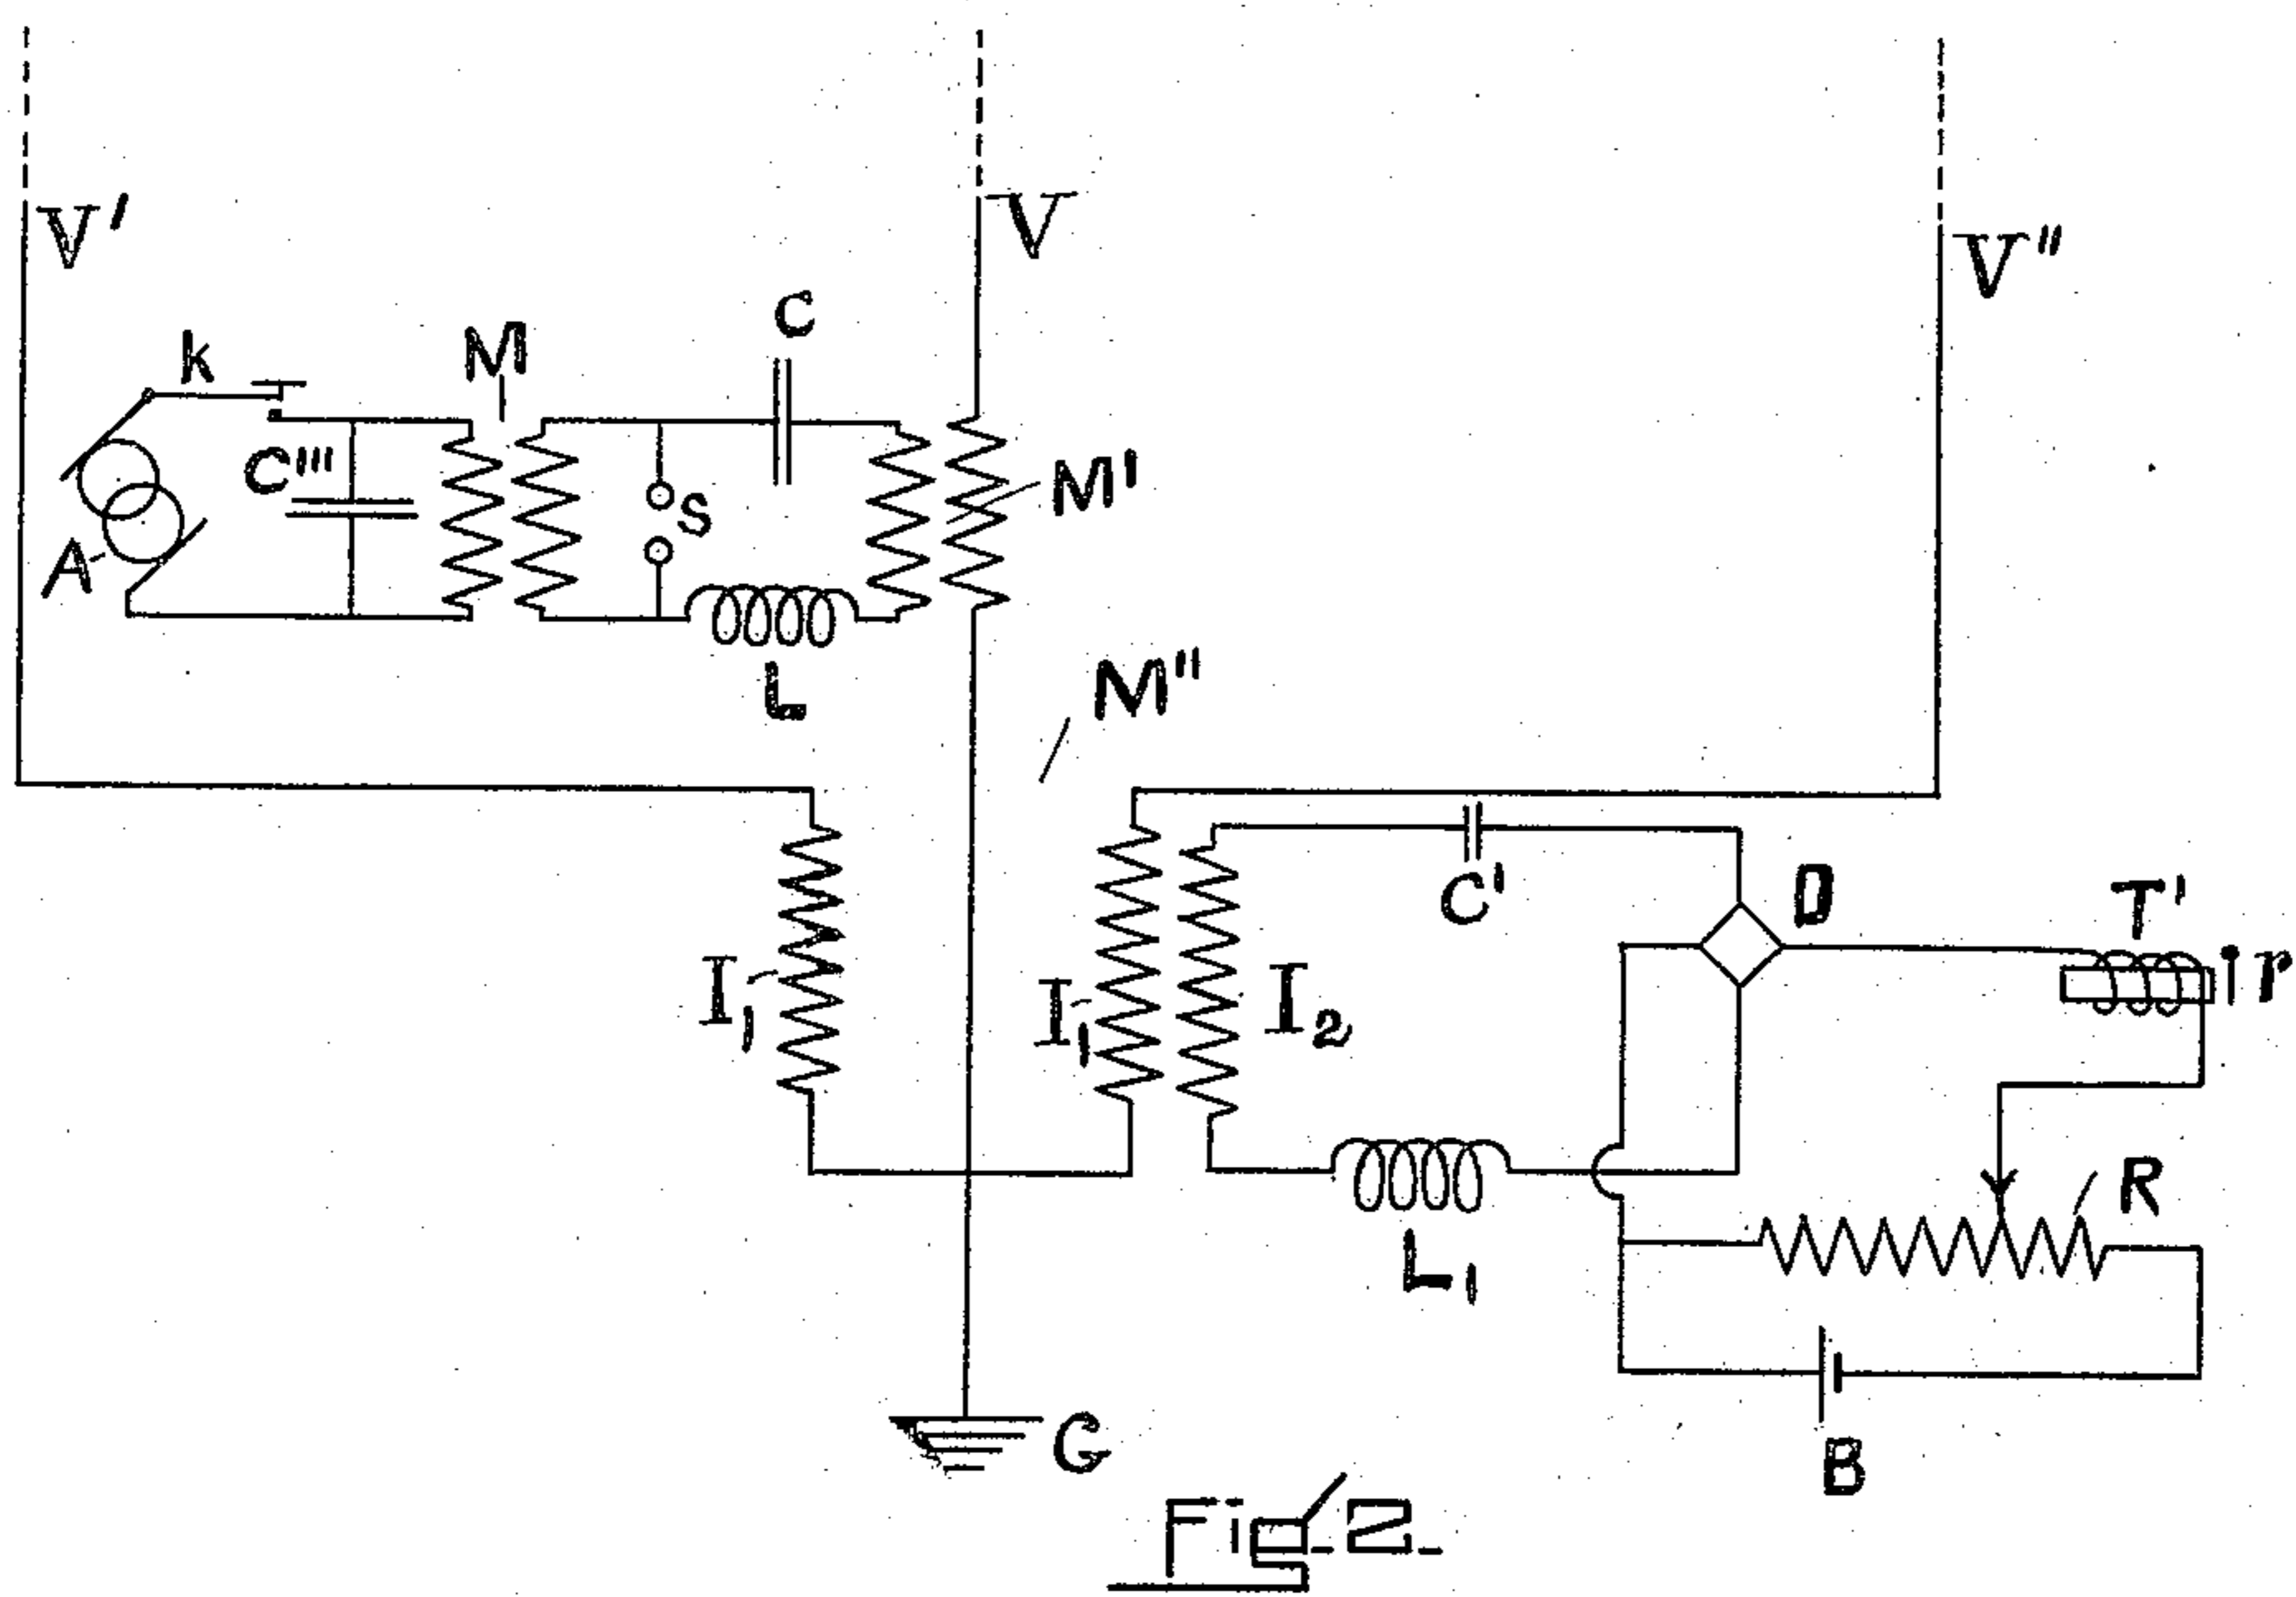 V'
V
V"
k
M
C
C'''
S
M'
A
L
M"
C'
D
T'
r
I₁
I₁
I₂
L₁
R
G
B
Fig. 2.